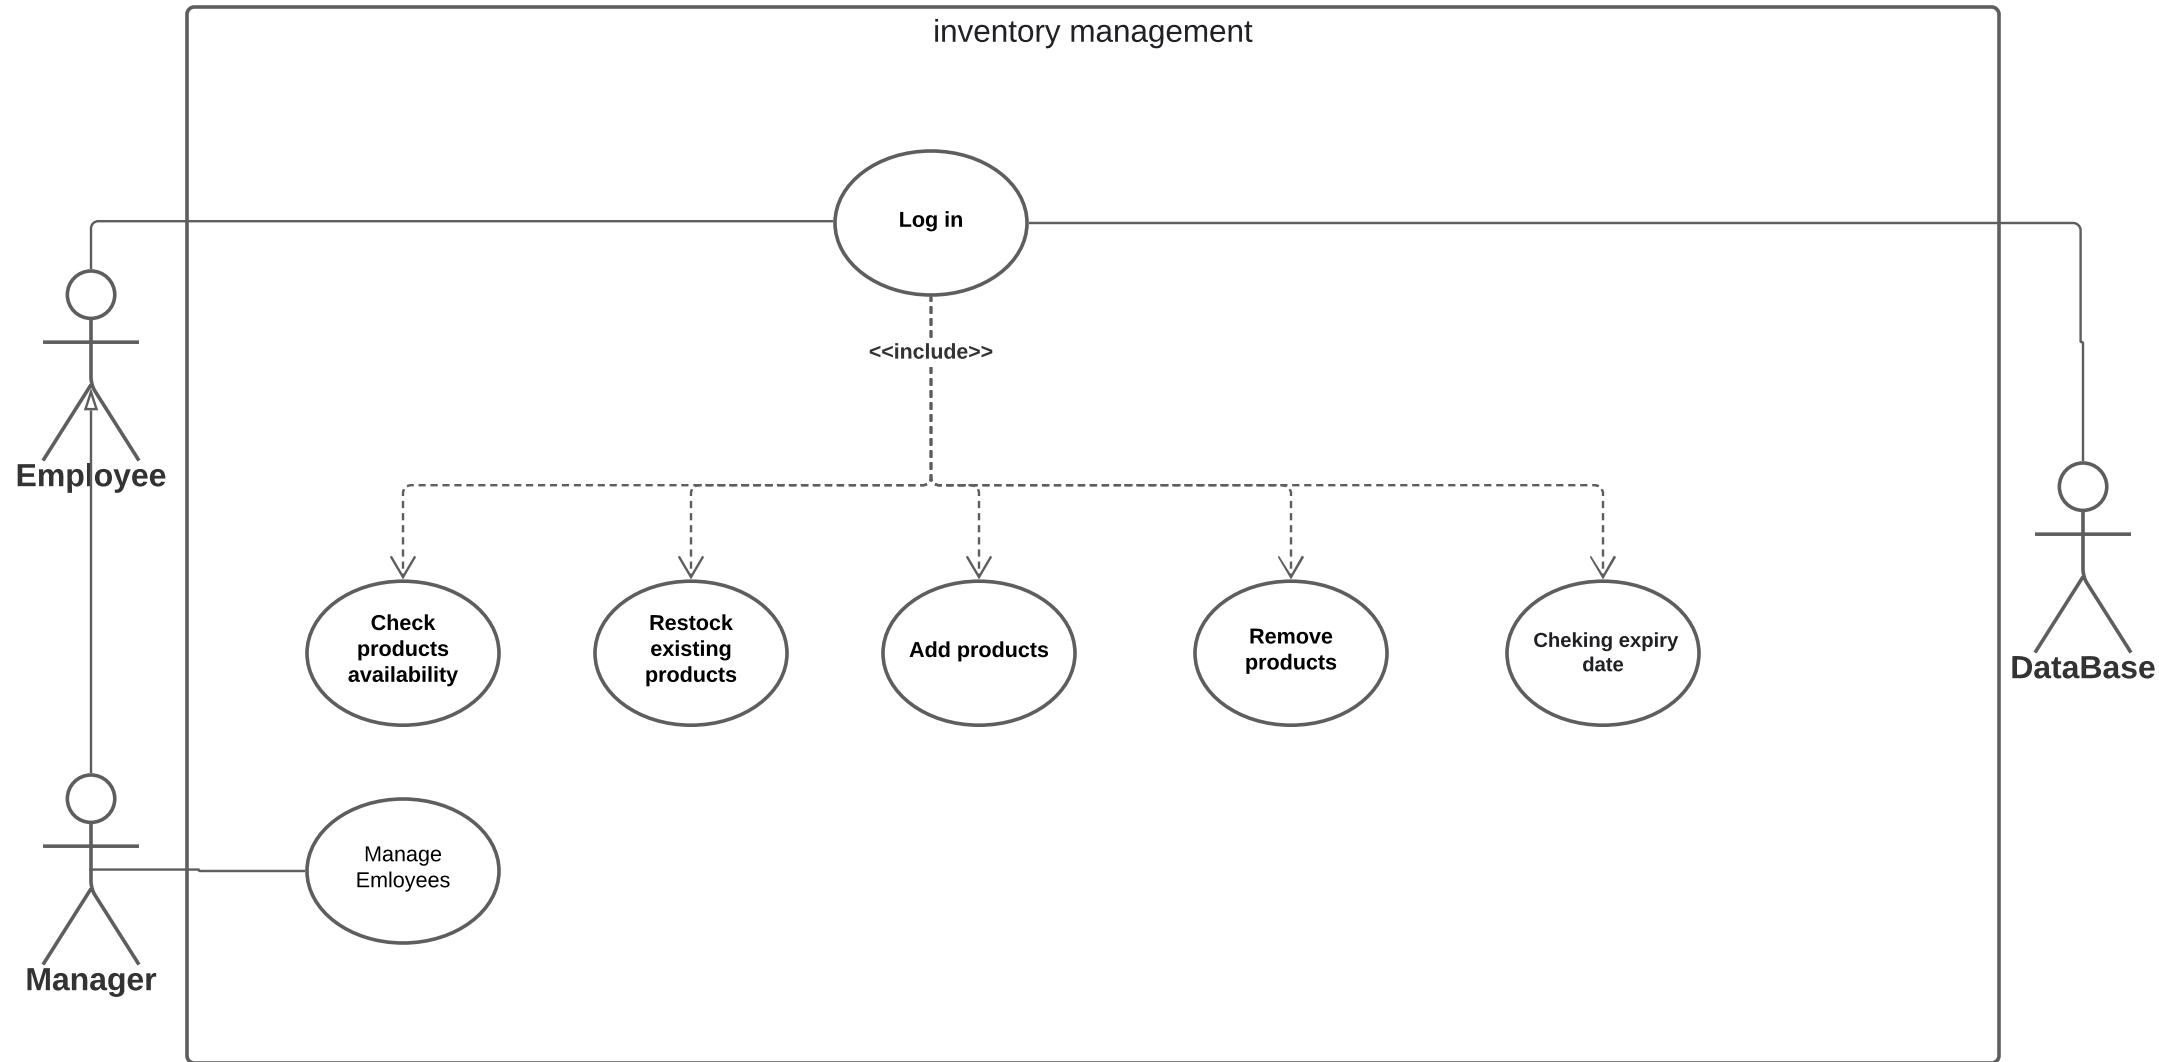 inventory management
Log in
<<include>>
Employee
Check
products
availability
Restock
existing
products
Add products
Remove
products
Cheking expiry
date
DataBase
Manage
Emloyees
Manager